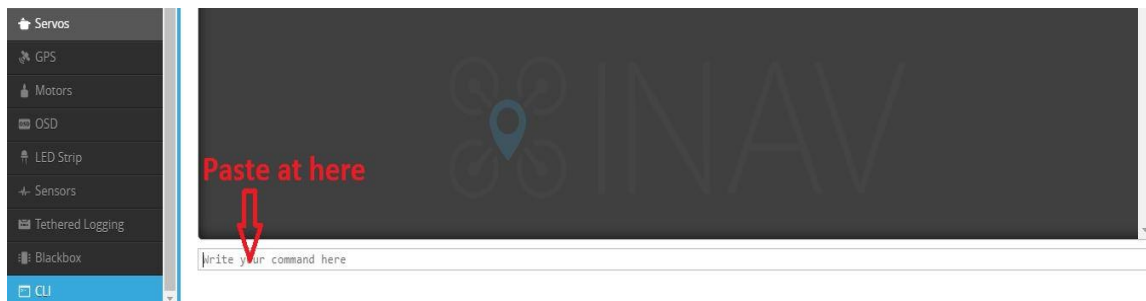 Servos
GPS
Motors
OSD
LED Strip
Sensors
Tethered Logging
Blackbox
CLI
INAV
Paste at here
Write your command here